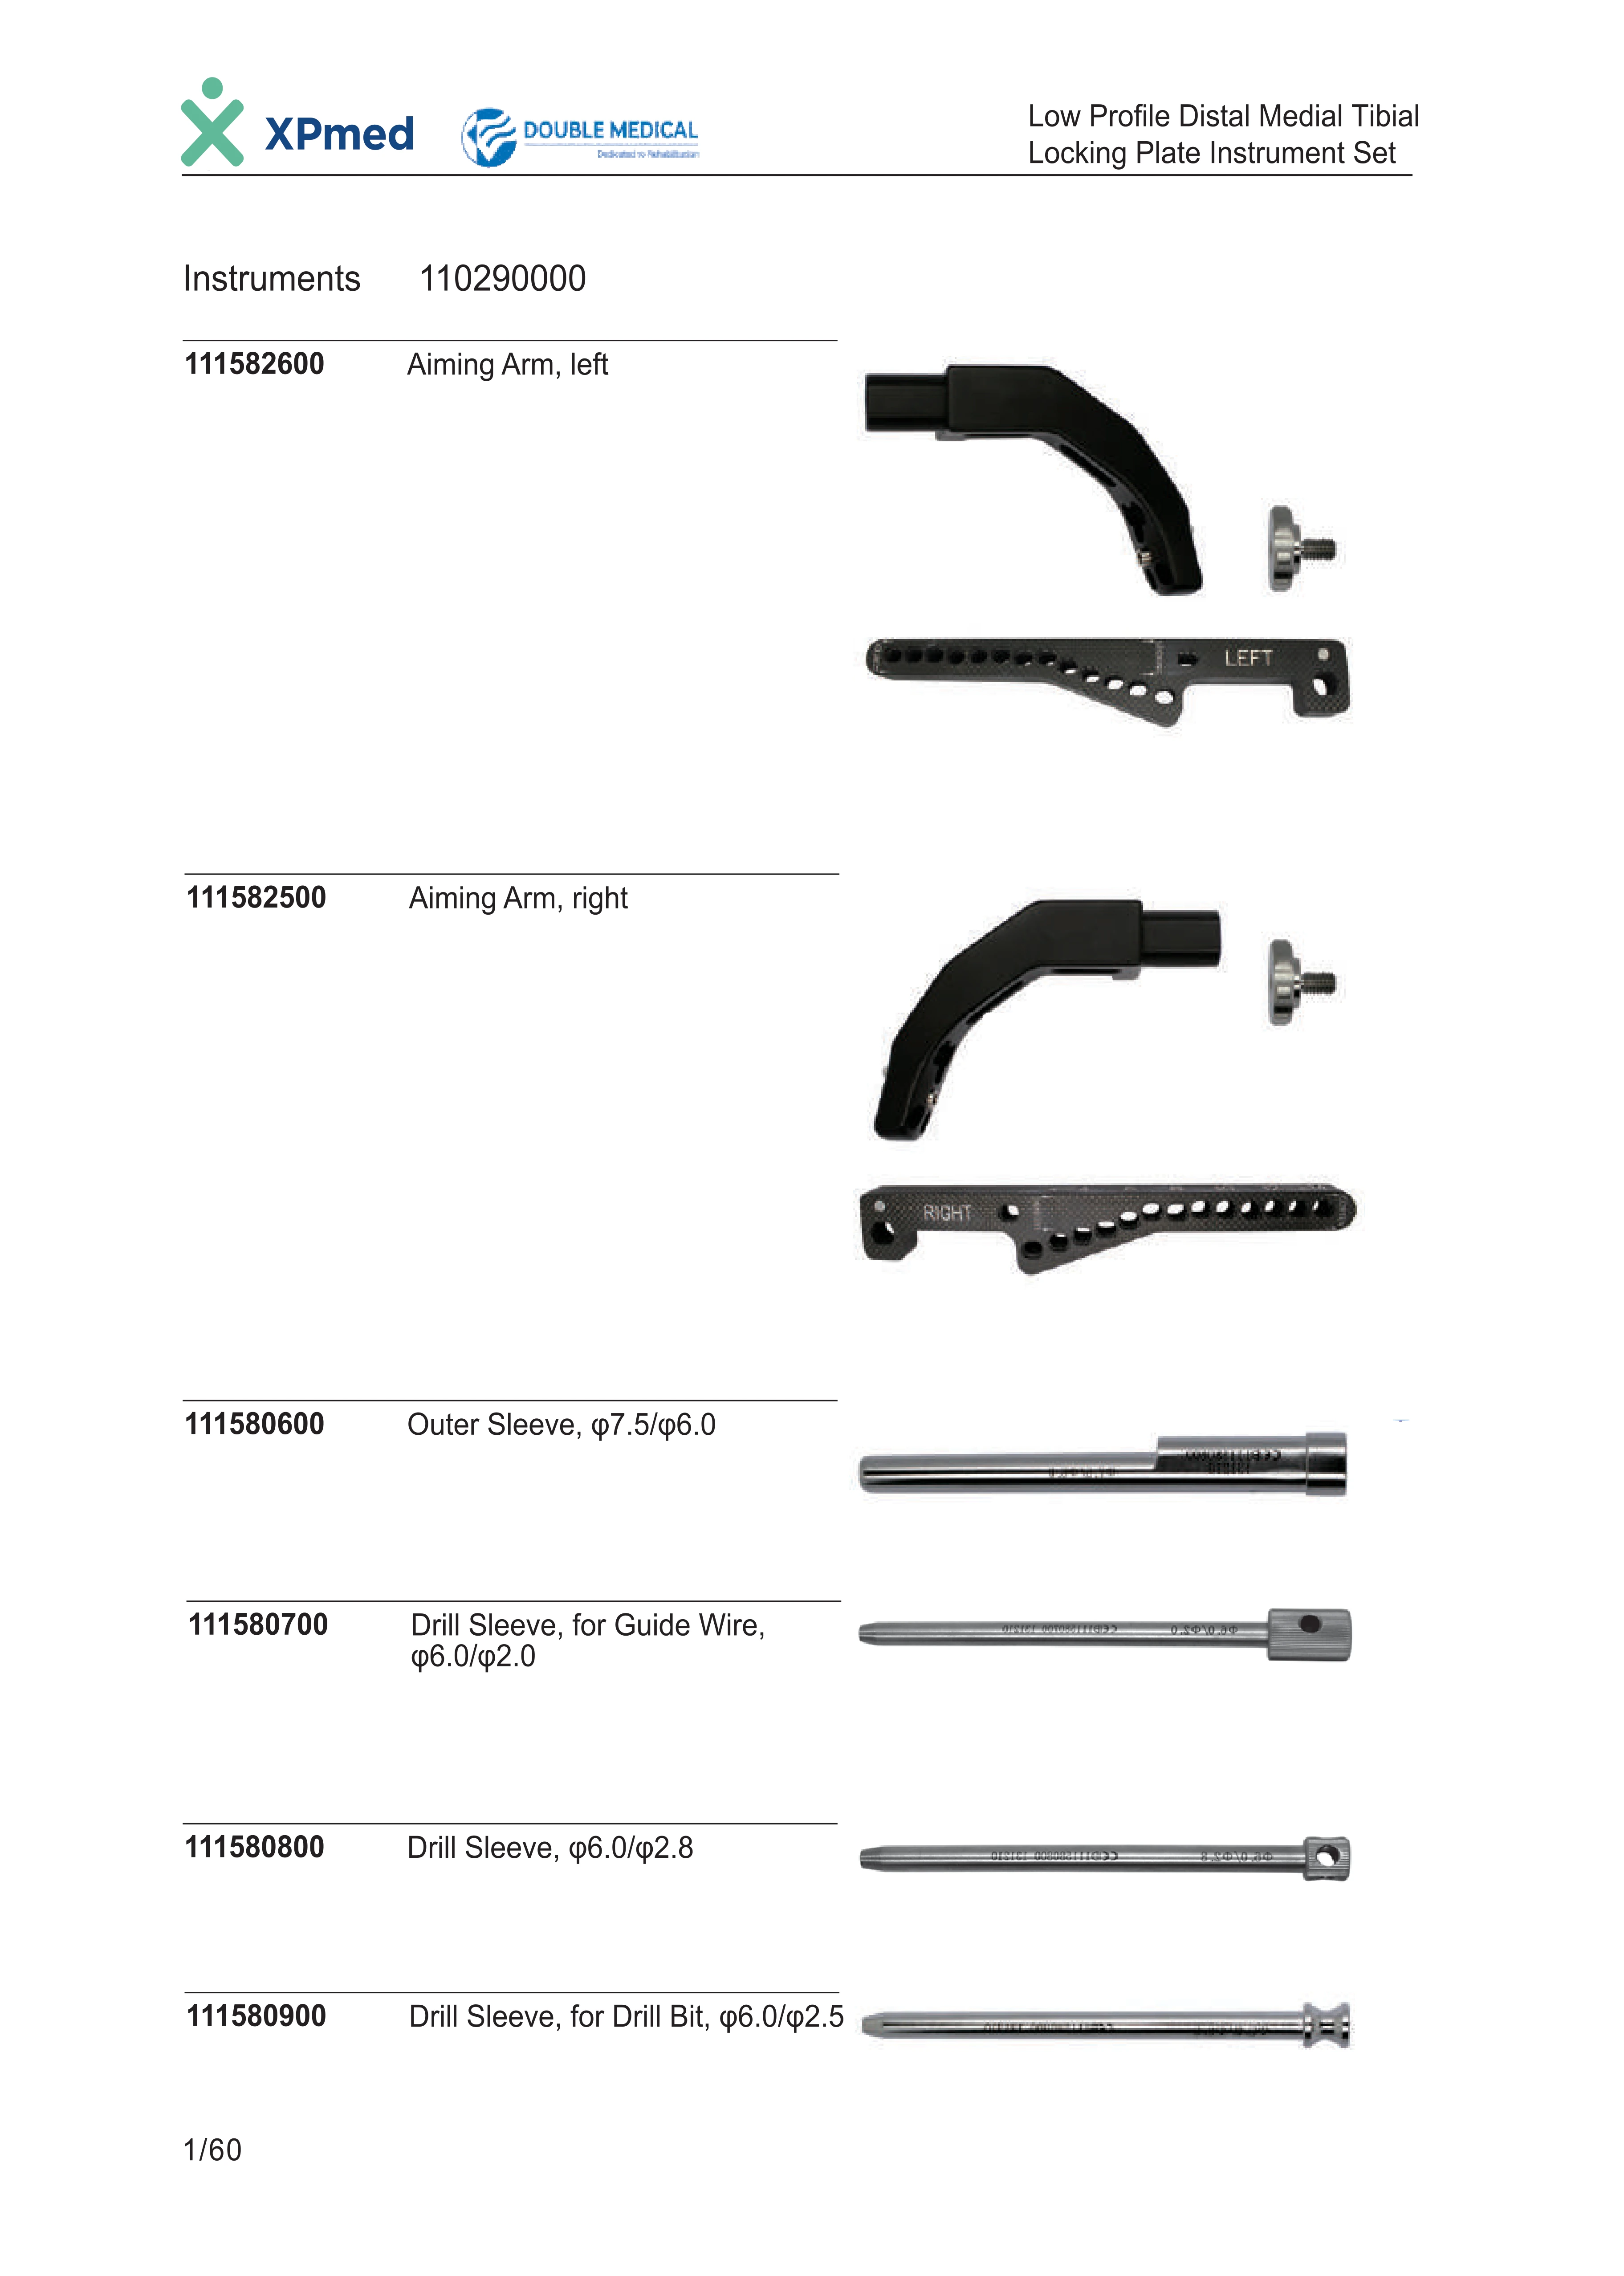 XPmed
DOUBLE MEDICAL
Dedicated to Rehabilitation
Low Profile Distal Medial Tibial
Locking Plate Instrument Set
Instruments 110290000
111582600 Aiming Arm, left
LEFT
111582500 Aiming Arm, right
RIGHT
111580600 Outer Sleeve, φ7.5/φ6.0
111580700 Drill Sleeve, for Guide Wire,
φ6.0/φ2.0
111580800 Drill Sleeve, φ6.0/φ2.8
111580900 Drill Sleeve, for Drill Bit, φ6.0/φ2.5
1/60